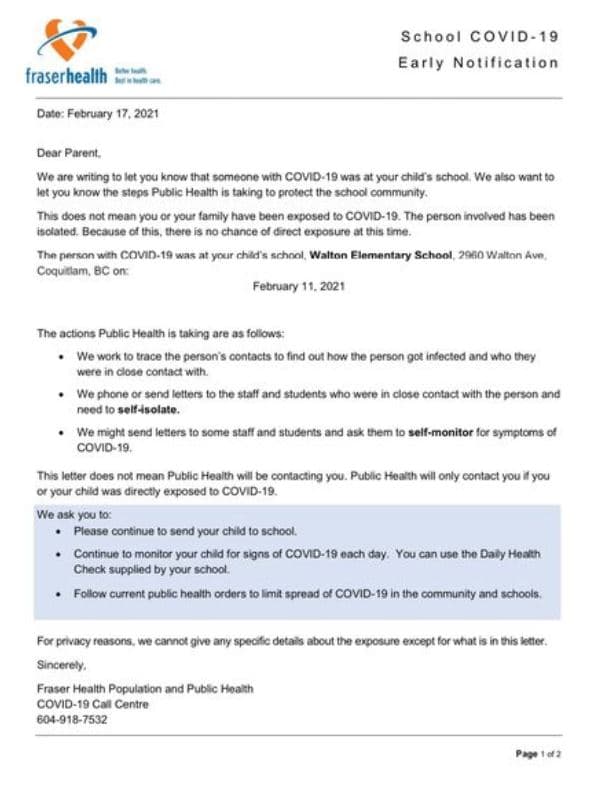 School COVID-19
Early Notification
fraserhealth
Better health.
Best in health care.
Date: February 17, 2021
Dear Parent,
We are writing to let you know that someone with COVID-19 was at your child's school. We also want to
let you know the steps Public Health is taking to protect the school community.
This does not mean you or your family have been exposed to COVID-19. The person involved has been
isolated. Because of this, there is no chance of direct exposure at this time.
The person with COVID-19 was at your child's school, Walton Elementary School, 2960 Walton Ave,
Coquitlam, BC on:
February 11, 2021
The actions Public Health is taking are as follows:
• We work to trace the person's contacts to find out how the person got infected and who they
were in close contact with.
• We phone or send letters to the staff and students who were in close contact with the person and
need to self-isolate.
• We might send letters to some staff and students and ask them to self-monitor for symptoms of
COVID-19.
This letter does not mean Public Health will be contacting you. Public Health will only contact you if you
or your child was directly exposed to COVID-19.
We ask you to:
• Please continue to send your child to school.
• Continue to monitor your child for signs of COVID-19 each day. You can use the Daily Health
Check supplied by your school.
• Follow current public health orders to limit spread of COVID-19 in the community and schools.
For privacy reasons, we cannot give any specific details about the exposure except for what is in this letter.
Sincerely,
Fraser Health Population and Public Health
COVID-19 Call Centre
604-918-7532
Page 1 of 2